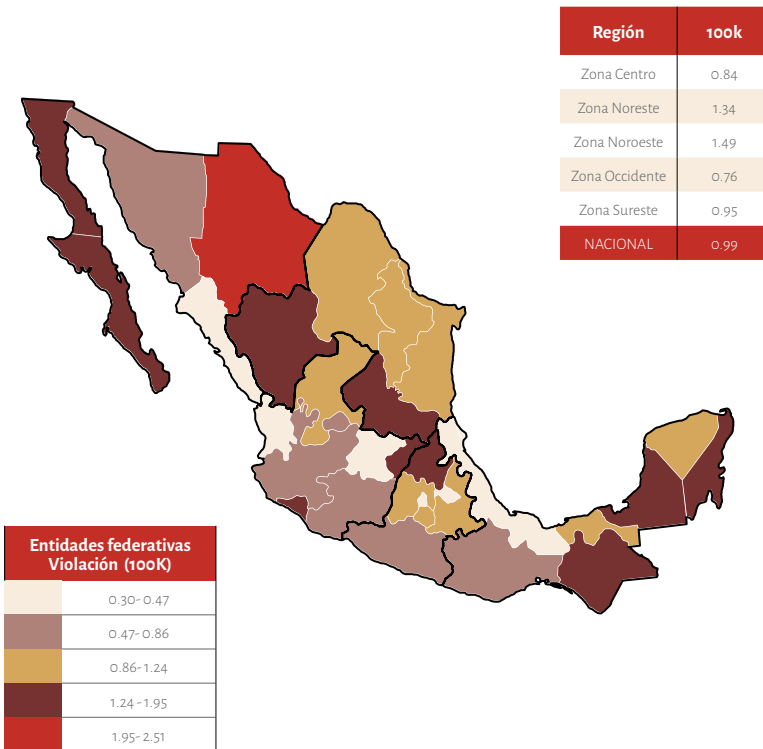 Región 100k
Zona Centro 0.84
Zona Noreste 1.34
Zona Noroeste 1.49
Zona Occidente 0.76
Zona Sureste 0.95
NACIONAL 0.99
Entidades federativas
Violación (100K)
0.30-0.47
0.47-0.86
0.86-1.24
1.24-1.95
1.95-2.51